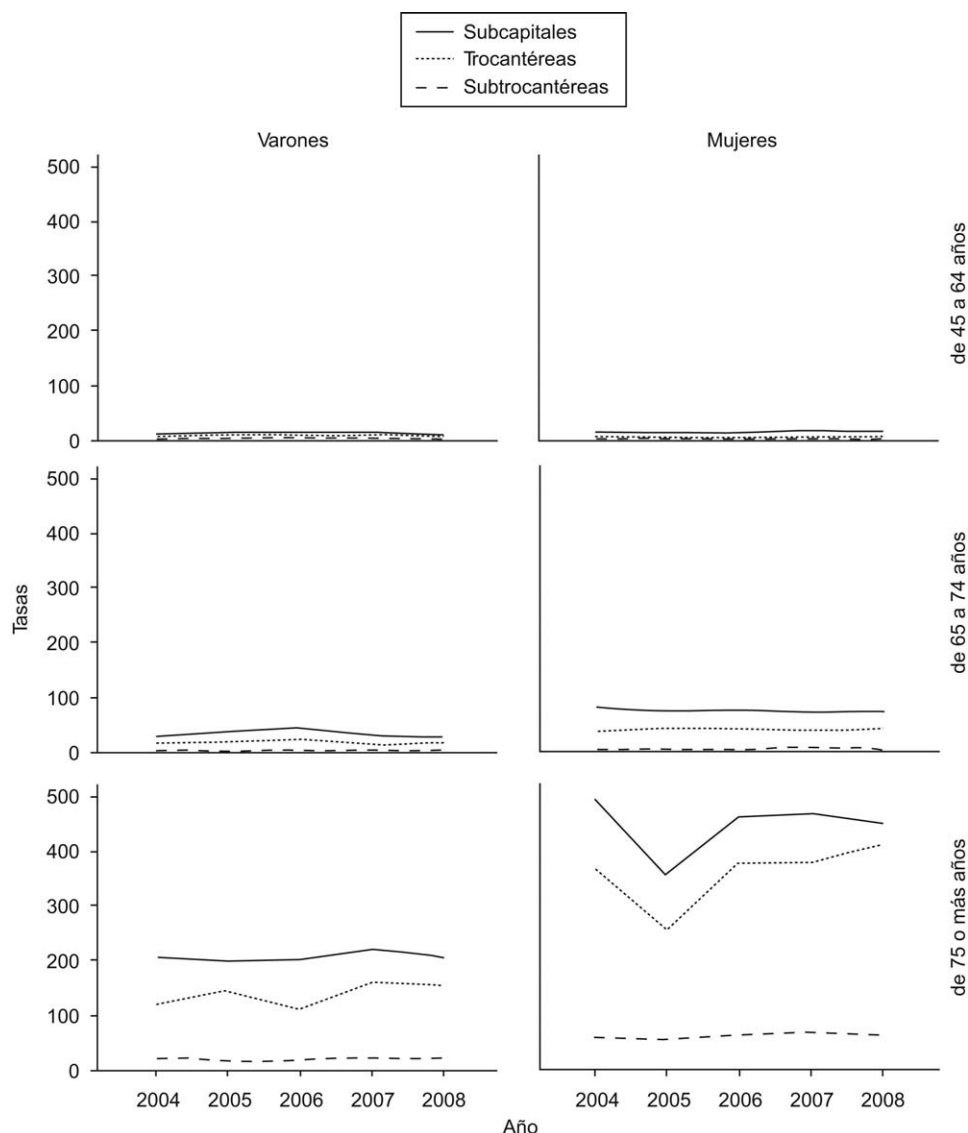 Subcapitales
Trocantéreas
Subtrocantéreas
Varones
Mujeres
500
400
300
200
100
0
de 45 a 64 años
500
400
300
200
100
0
de 65 a 74 años
Tasas
500
400
300
200
100
0
de 75 o más años
2004 2005 2006 2007 2008
2004 2005 2006 2007 2008
Año